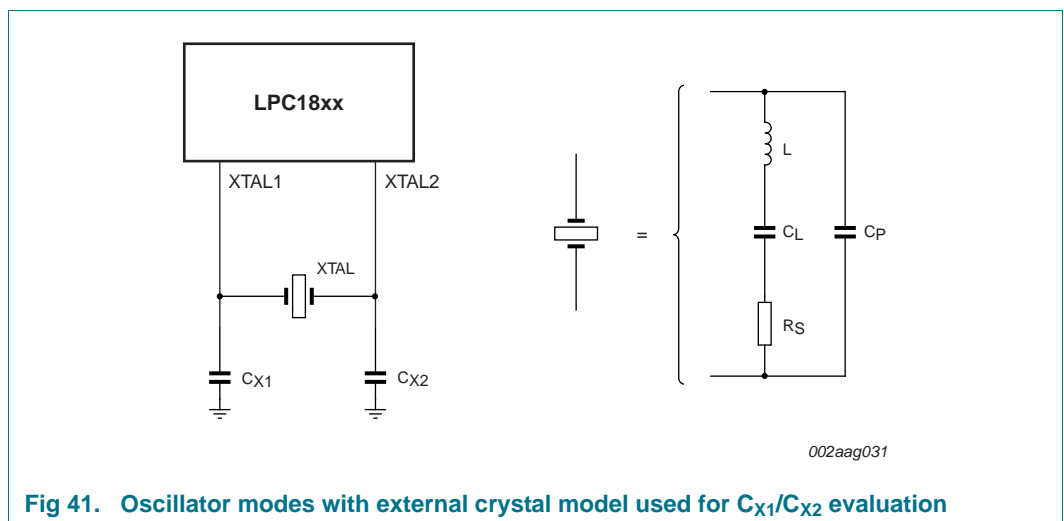 LPC18xx
XTAL1
XTAL2
XTAL
CX1
CX2
=
L
CL
CP
RS
002aag031
Fig 41. Oscillator modes with external crystal model used for CX1/CX2 evaluation